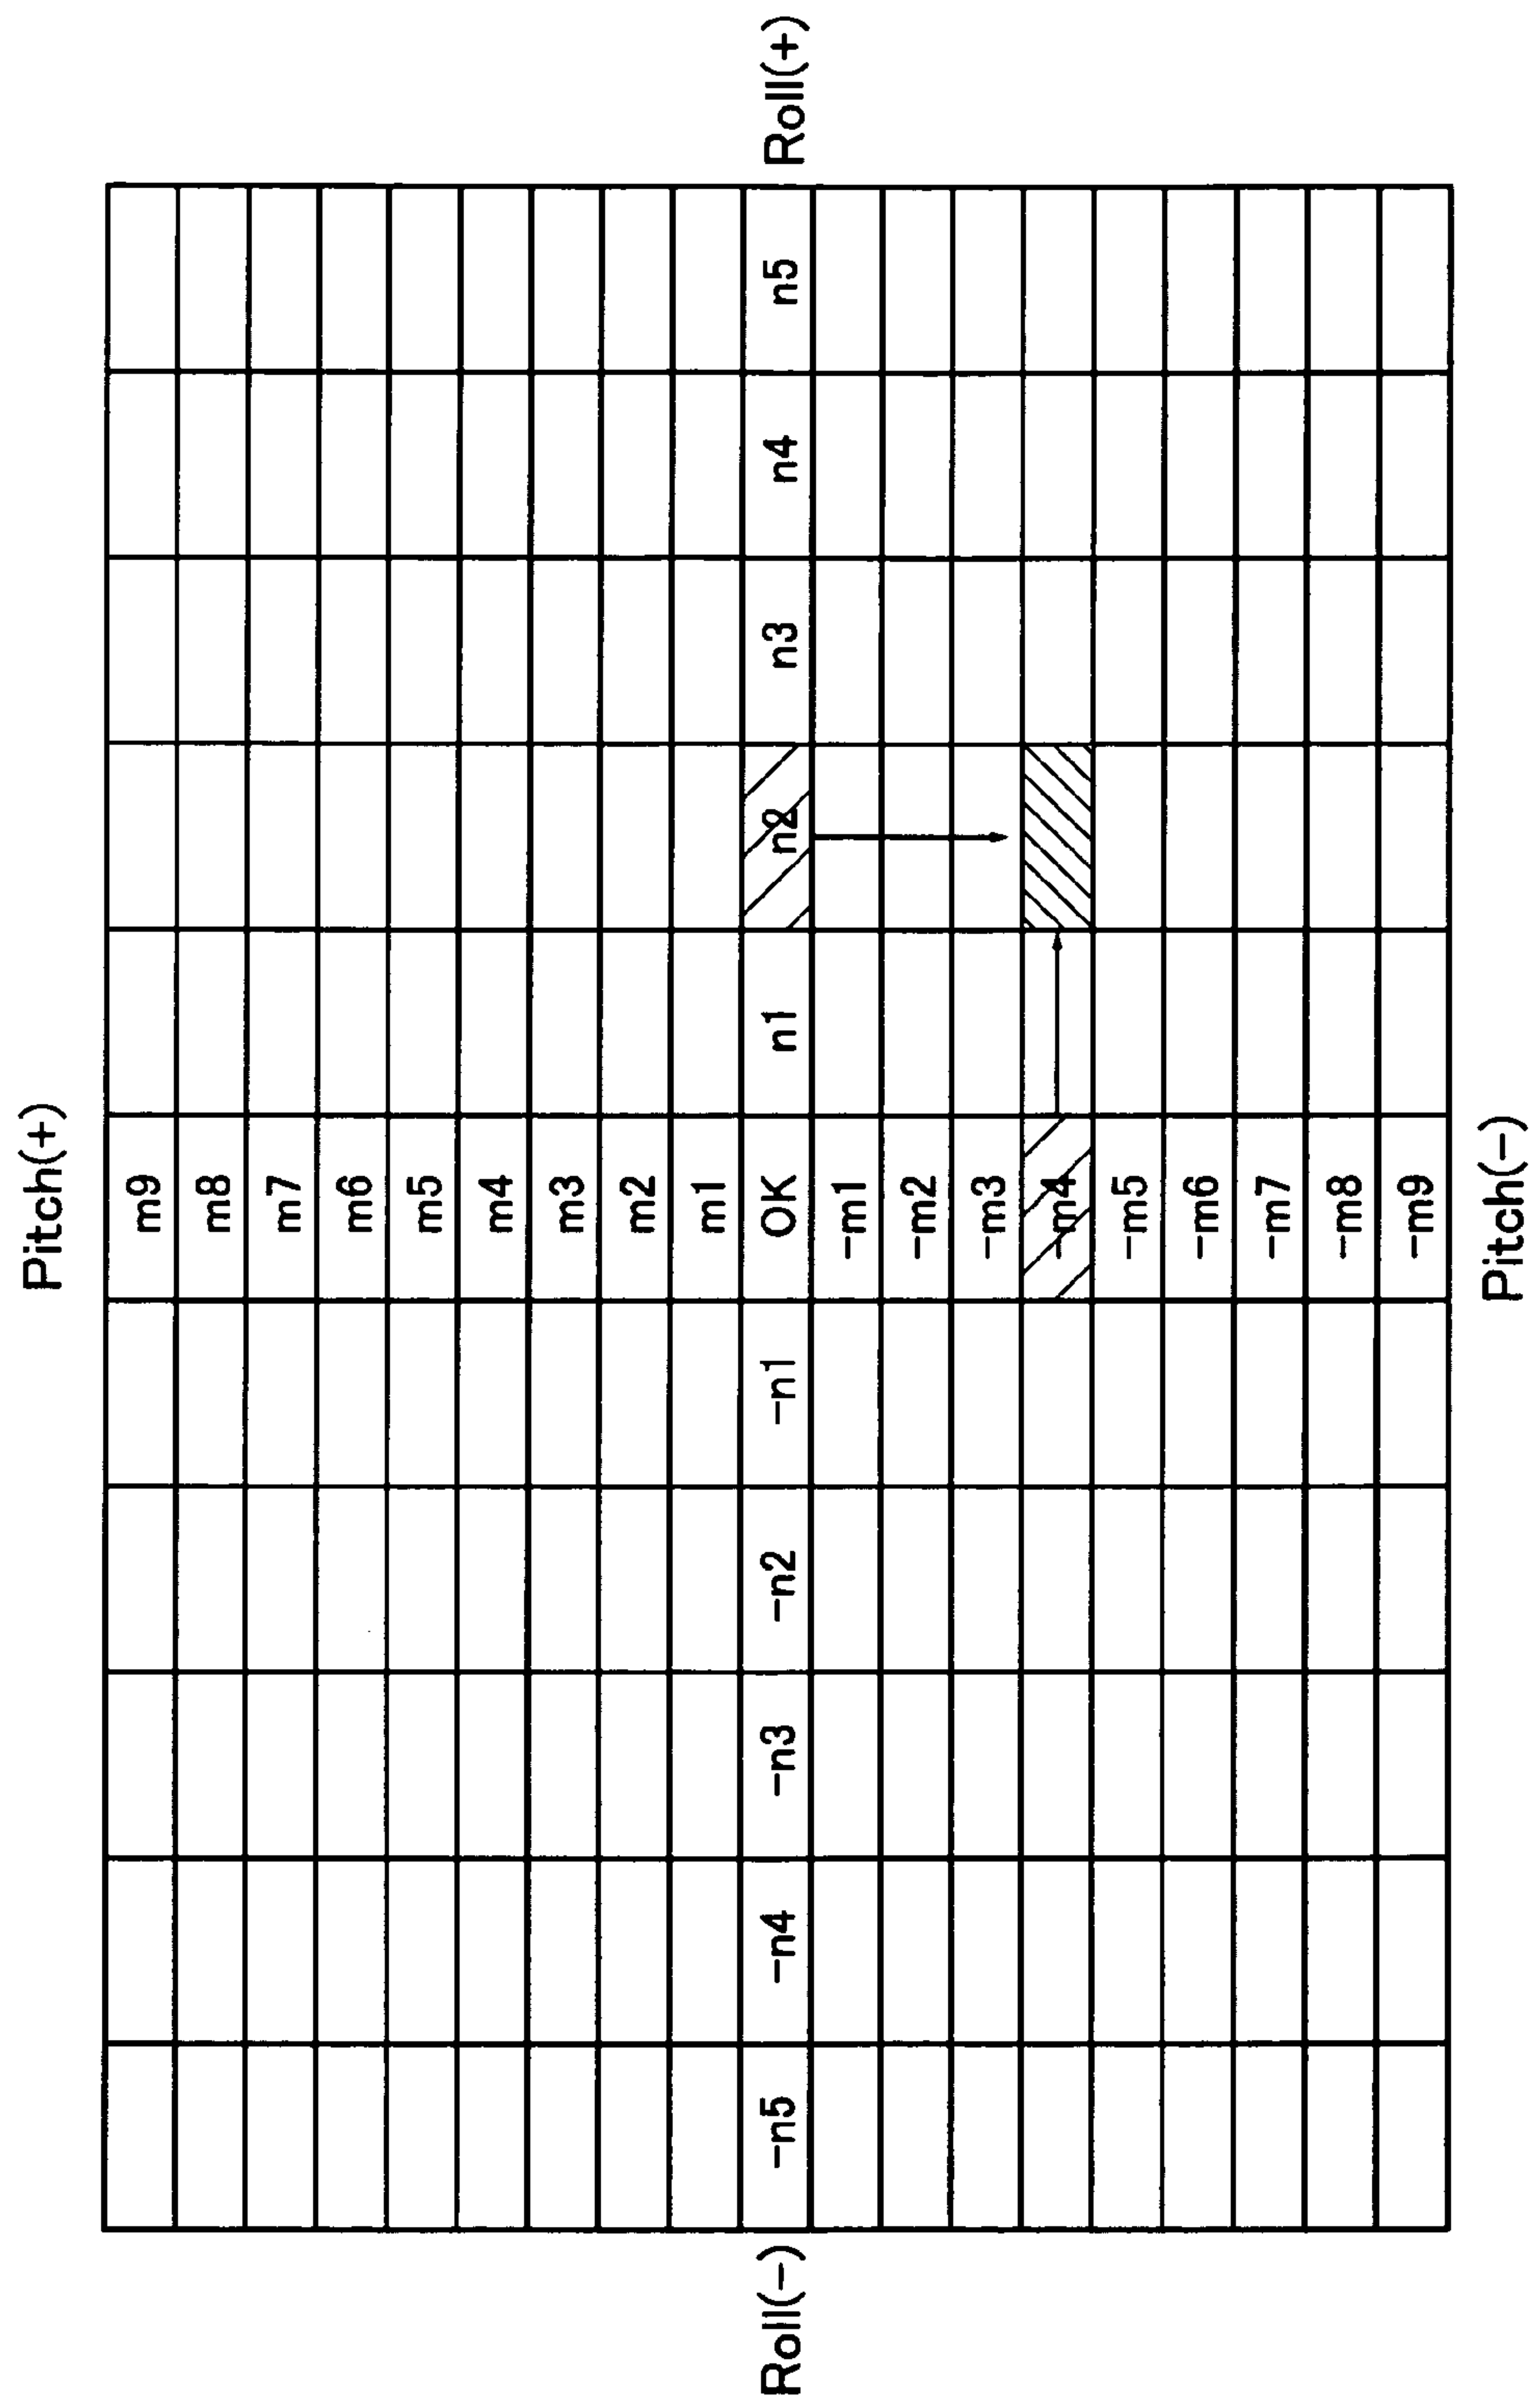 Pitch(+)
m9
m8
m7
m6
m5
m4
m3
m2
m1
Roll(−) −n5 −n4 −n3 −n2 −n1 OK n1 n2 n3 n4 n5 Roll(+)
−m1
−m2
−m3
−m4
−m5
−m6
−m7
−m8
−m9
Pitch(−)